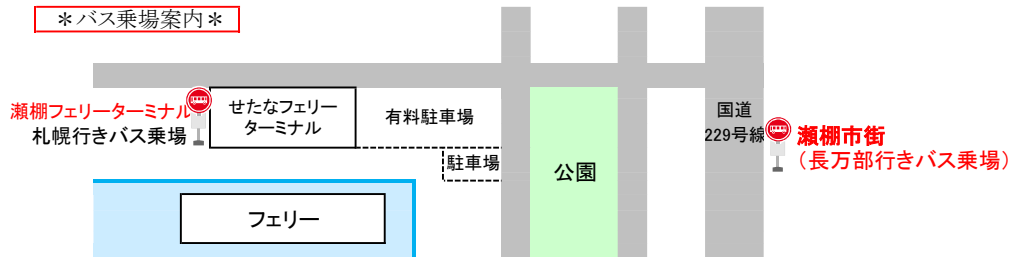 ＊バス乗場案内＊
瀬棚フェリーターミナル
札幌行きバス乗場
せたなフェリー
ターミナル
有料駐車場
駐車場
フェリー
公園
国道
229号線
瀬棚市街
（長万部行きバス乗場）